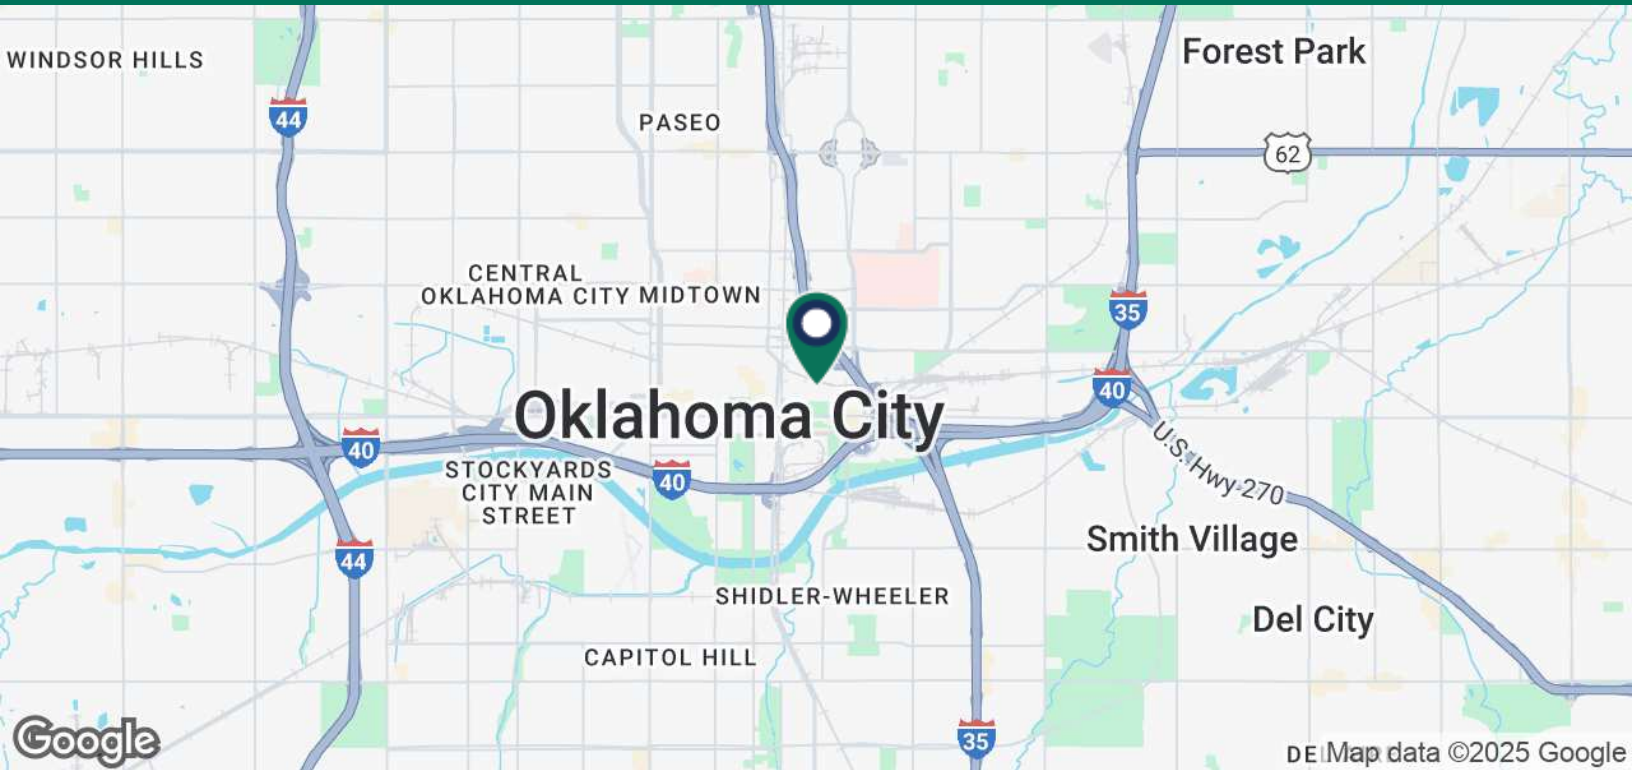 WINDSOR HILLS
Forest Park
44
PASEO
62
CENTRAL
OKLAHOMA CITY
MIDTOWN
35
40
Oklahoma City
40
40
U.S. Hwy 270
STOCKYARDS
CITY MAIN
STREET
44
Smith Village
SHIDLER-WHEELER
Del City
CAPITOL HILL
35
Google
Map data ©2025 Google